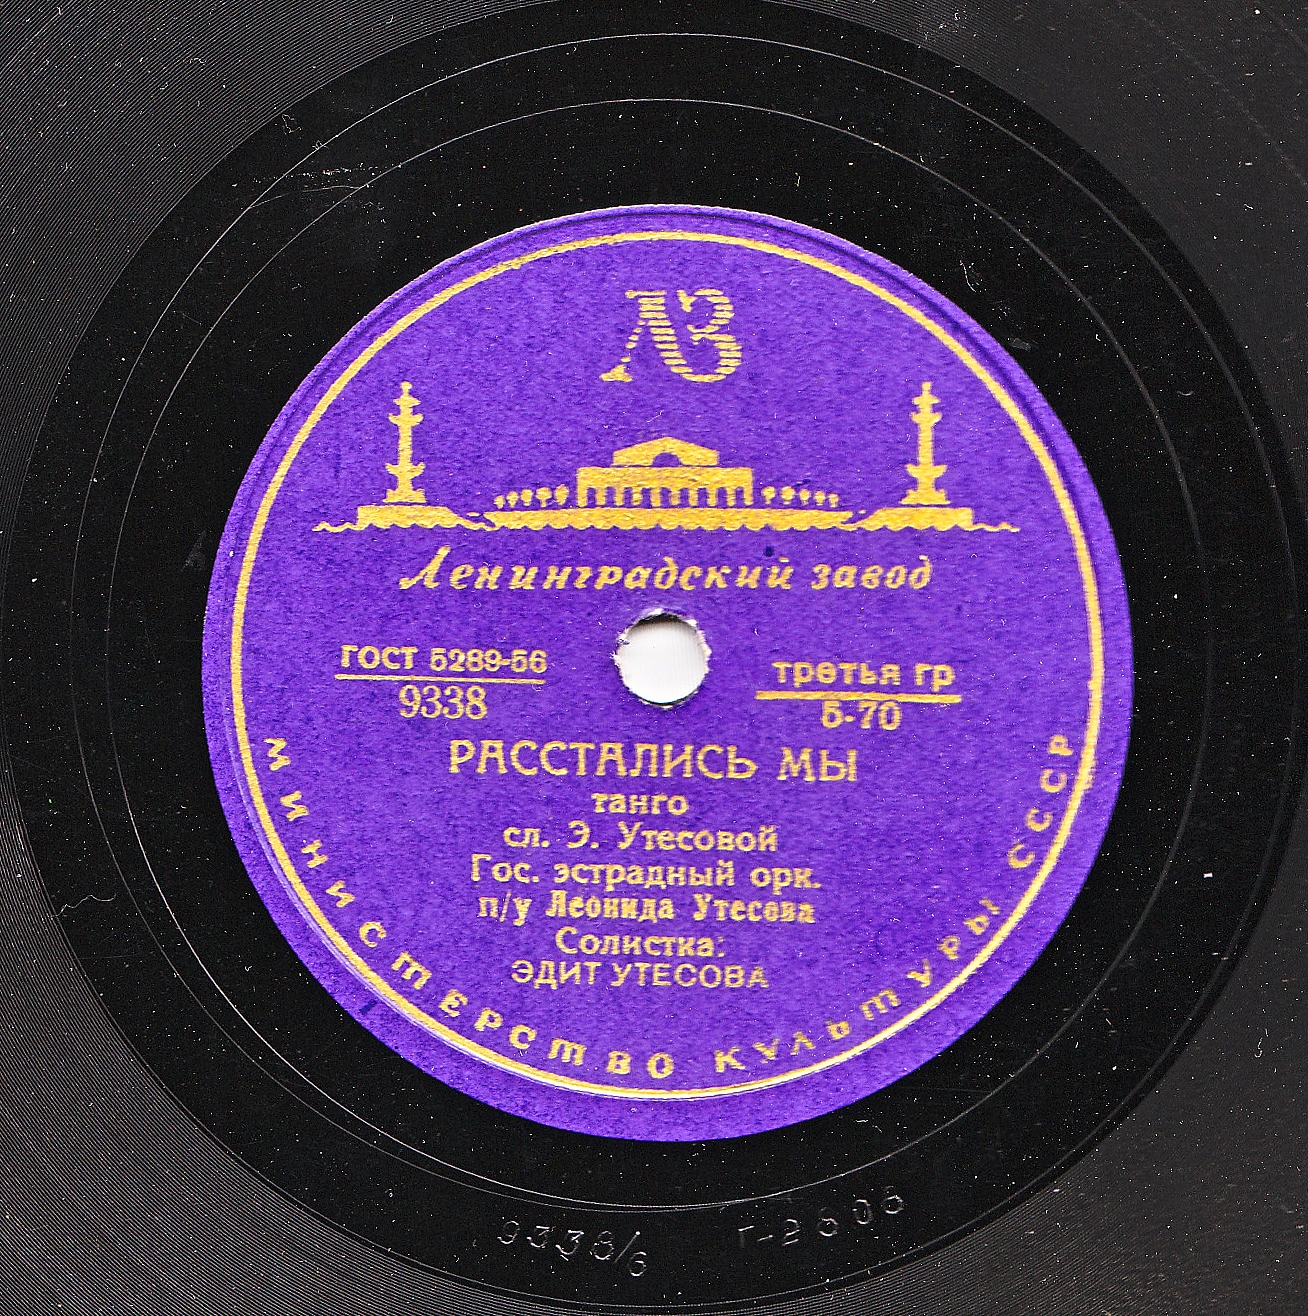 ЛЗ
Ленинградский завод
ГОСТ 5289-56
9338
третья гр
5-70
РАССТАЛИСЬ МЫ
танго
сл. Э. Утесовой
Гос. эстрадный орк.
п/у Леонида Утесова
Солистка:
ЭДИТ УТЕСОВА
МИНИСТЕРСТВО КУЛЬТУРЫ СССР
9338/6 Г-2606